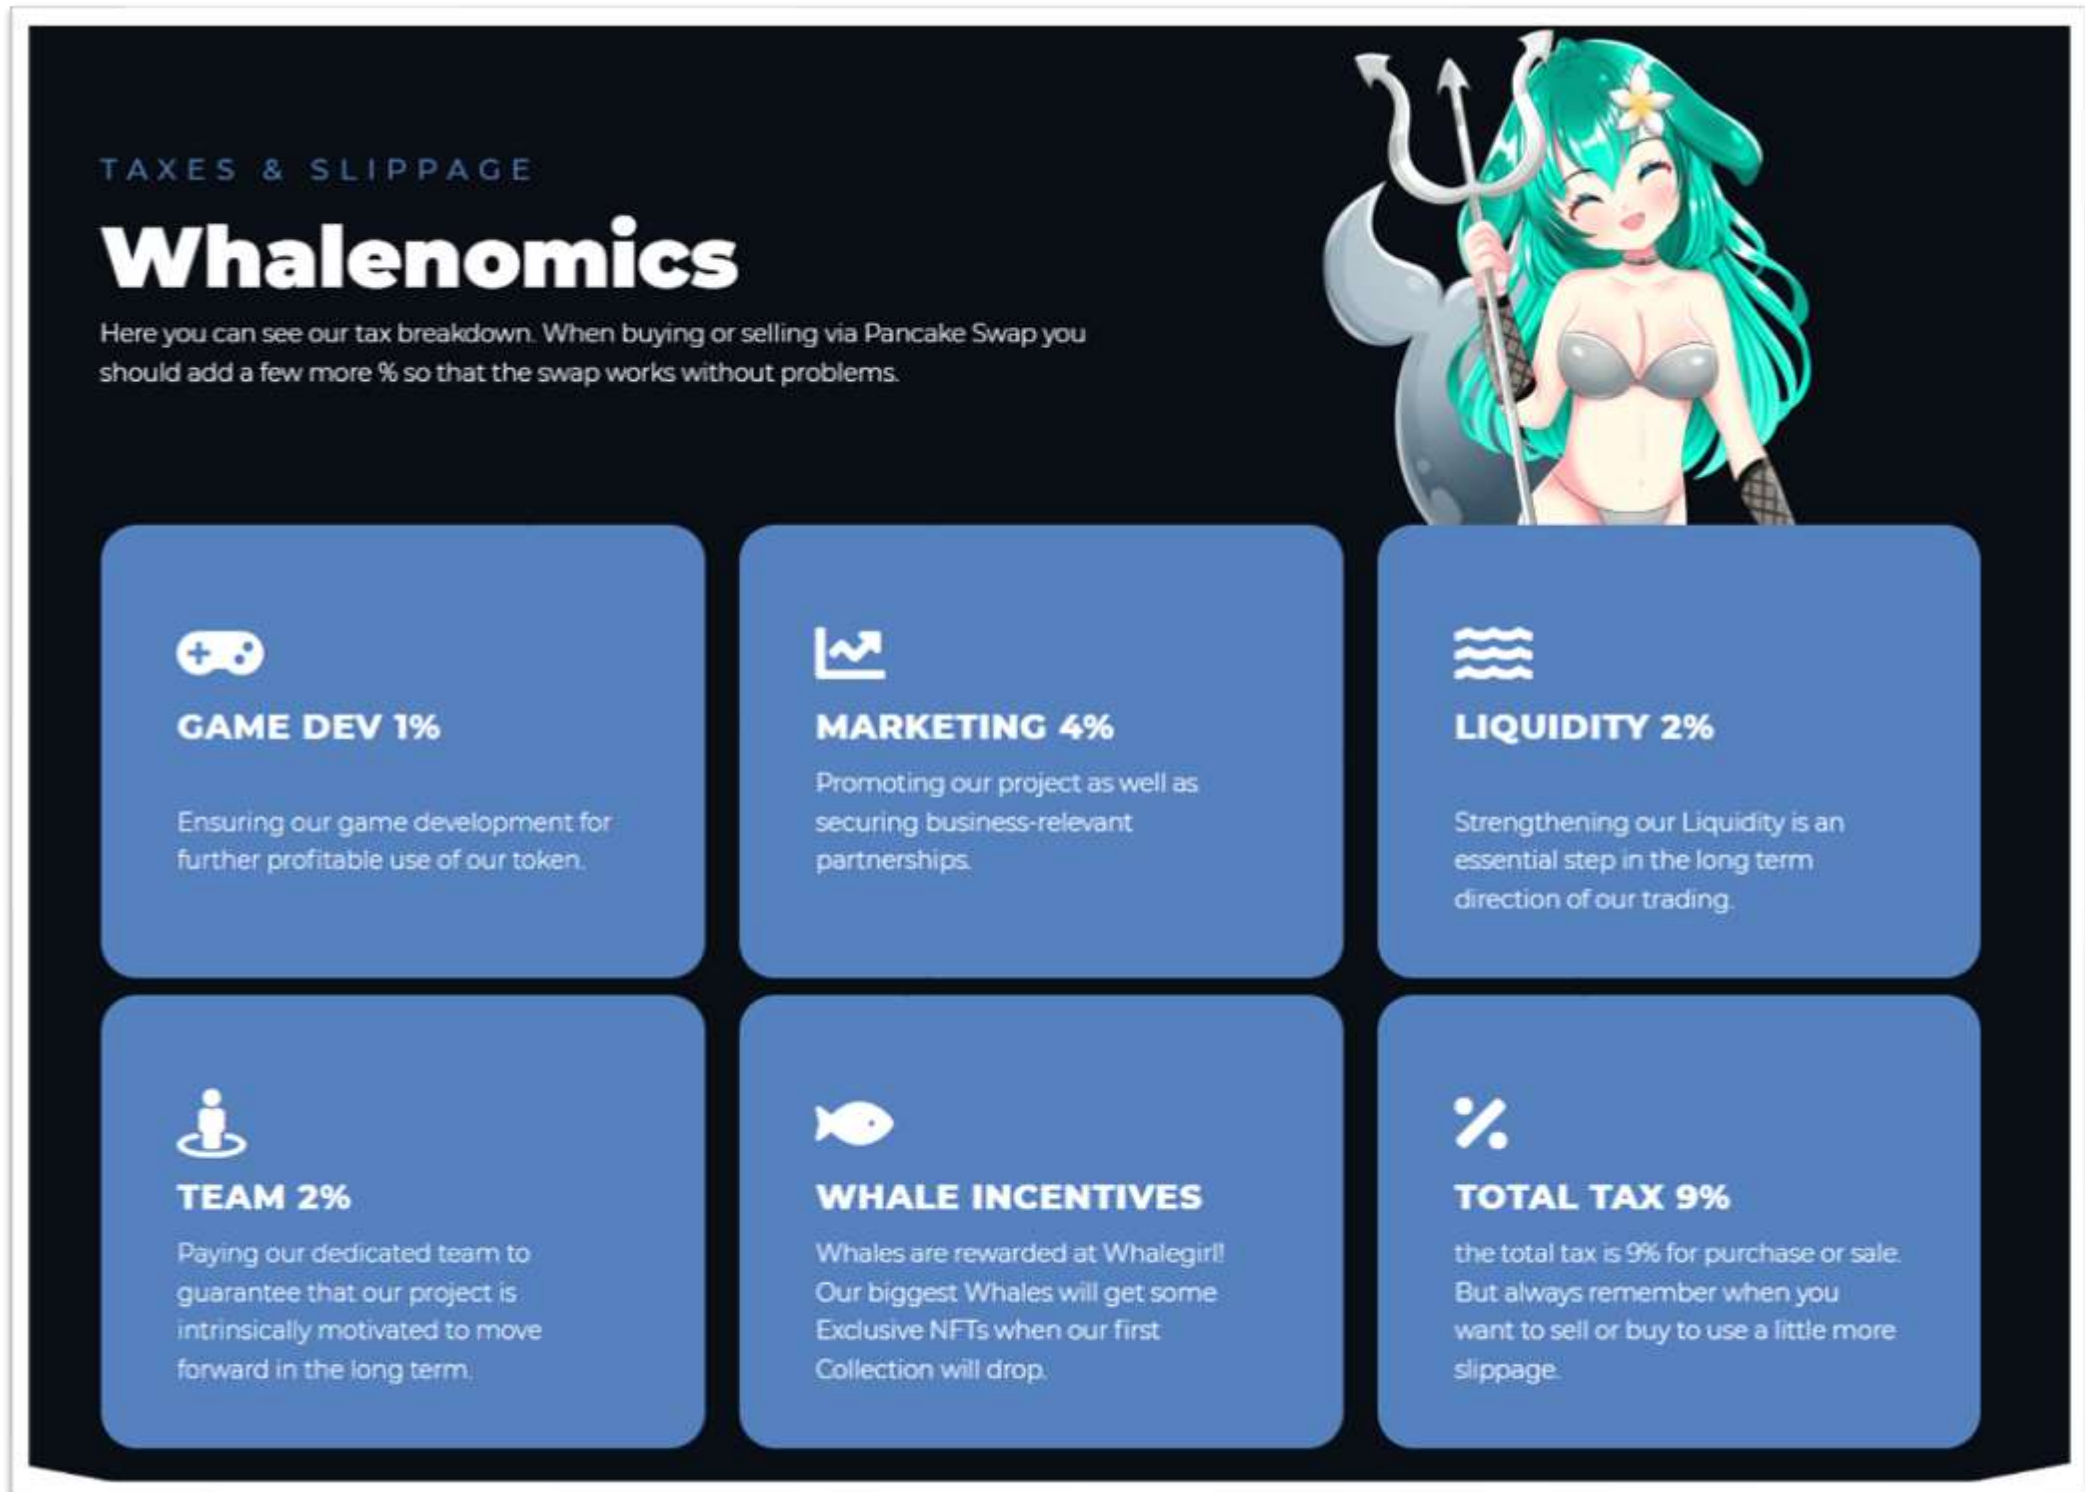 TAXES & SLIPPAGE
Whalenomics
Here you can see our tax breakdown. When buying or selling via Pancake Swap you
should add a few more % so that the swap works without problems.
GAME DEV 1%
Ensuring our game development for
further profitable use of our token.
MARKETING 4%
Promoting our project as well as
securing business-relevant
partnerships.
LIQUIDITY 2%
Strengthening our Liquidity is an
essential step in the long term
direction of our trading.
TEAM 2%
Paying our dedicated team to
guarantee that our project is
intrinsically motivated to move
forward in the long term.
WHALE INCENTIVES
Whales are rewarded at Whalegirl!
Our biggest Whales will get some
Exclusive NFTs when our first
Collection will drop.
TOTAL TAX 9%
the total tax is 9% for purchase or sale.
But always remember when you
want to sell or buy to use a little more
slippage.